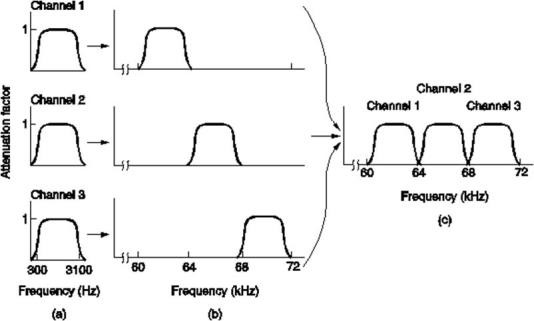 Channel 1
1
Channel 2
1
Channel 3
1
Attenuation factor
300 3100
Frequency (Hz)
(a)
60 64 68 72
Frequency (kHz)
(b)
Channel 2
Channel 1 Channel 3
60 64 68 72
Frequency (kHz)
(c)